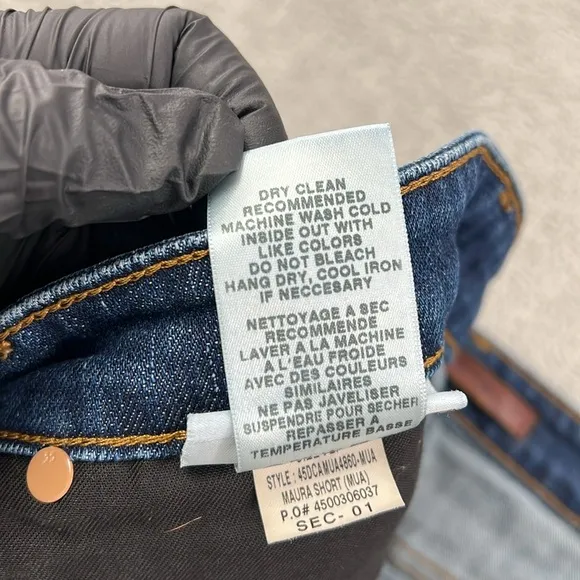 DRY CLEAN
RECOMMENDED
MACHINE WASH COLD
INSIDE OUT WITH
LIKE COLORS
DO NOT BLEACH
HANG DRY, COOL IRON
IF NECCESARY
NETTOYAGE A SEC
RECOMMENDE
LAVER A LA MACHINE
A L'EAU FROIDE
AVEC DES COULEURS
SIMILAIRES
NE PAS JAVELISER
SUSPENDRE POUR SECHER
REPASSER A
TEMPERATURE BASSE
STYLE : 45DCAMUA4860-MUA
MAURA SHORT (MUA)
P.O# 4500306037
SEC- 01